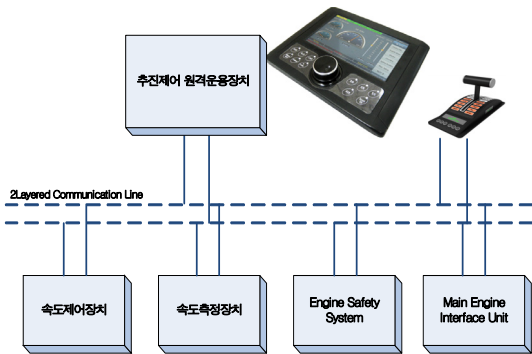 추진제어 원격운용장치
2Layered Communication Line
속도제어장치
속도측정장치
Engine Safety
System
Main Engine
Interface Unit